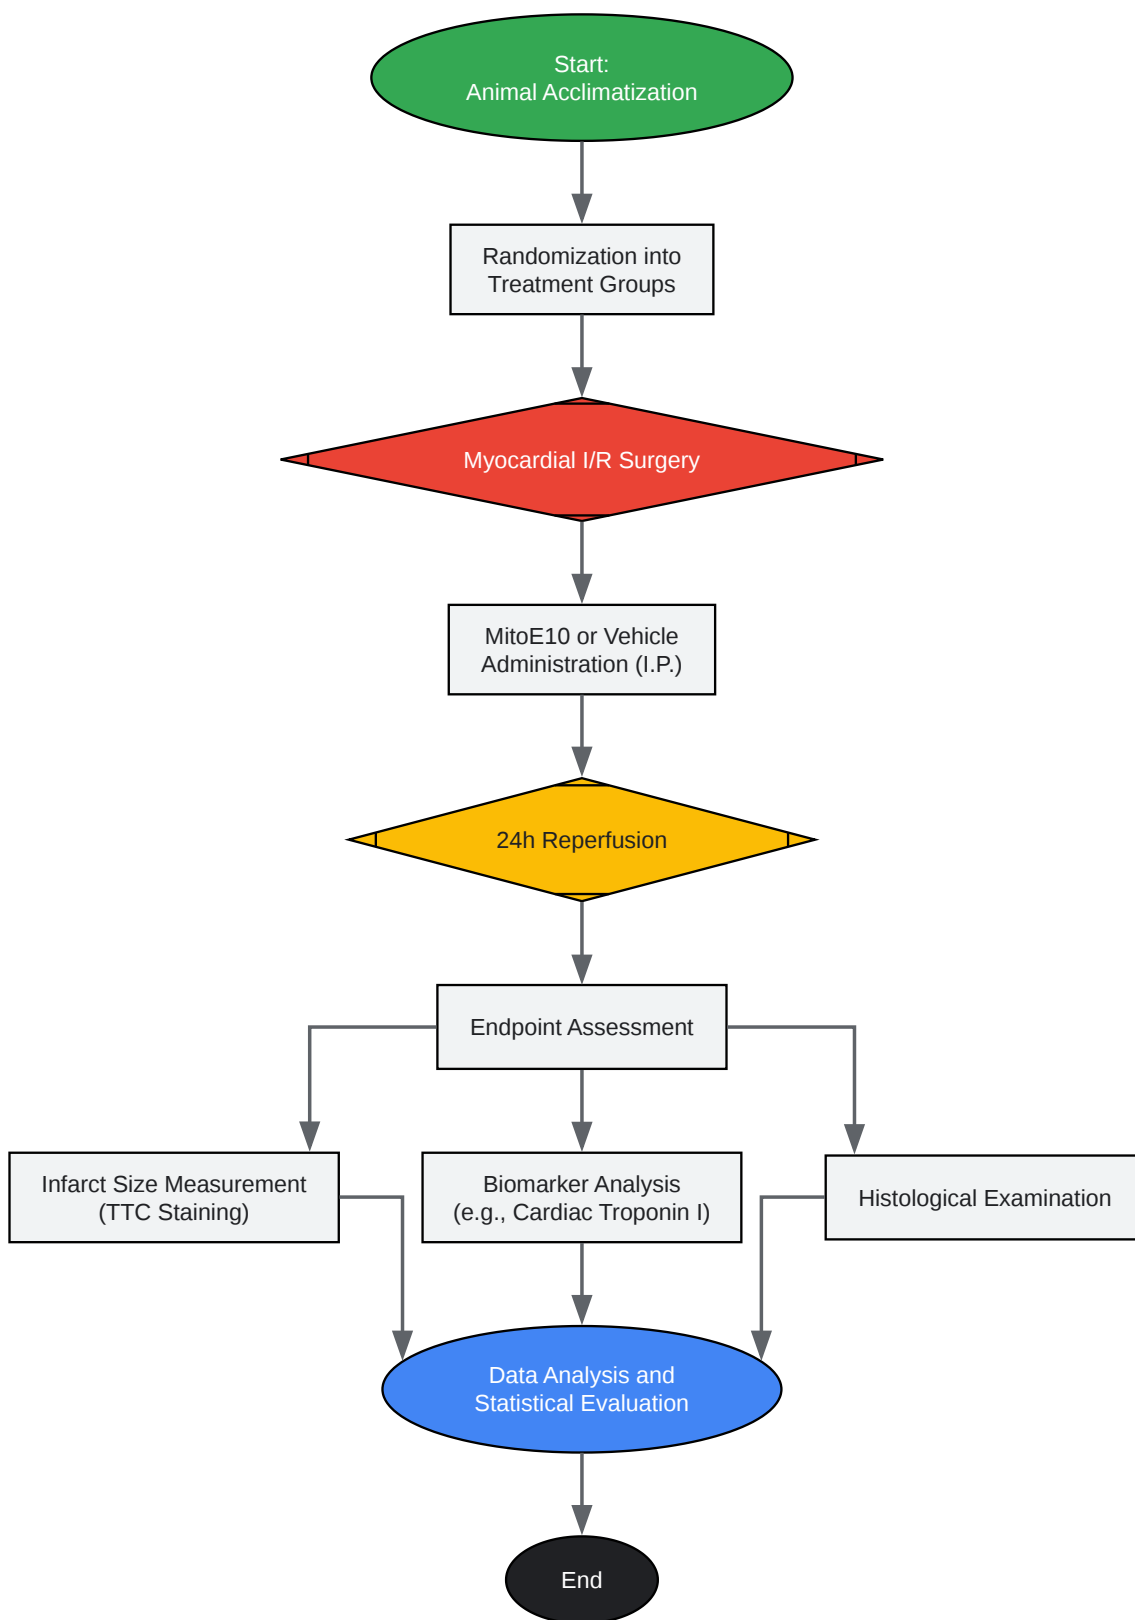 Start:
Animal Acclimatization
Randomization into
Treatment Groups
Myocardial I/R Surgery
MitoE10 or Vehicle
Administration (I.P.)
24h Reperfusion
Endpoint Assessment
Infarct Size Measurement
(TTC Staining)
Biomarker Analysis
(e.g., Cardiac Troponin I)
Histological Examination
Data Analysis and
Statistical Evaluation
End